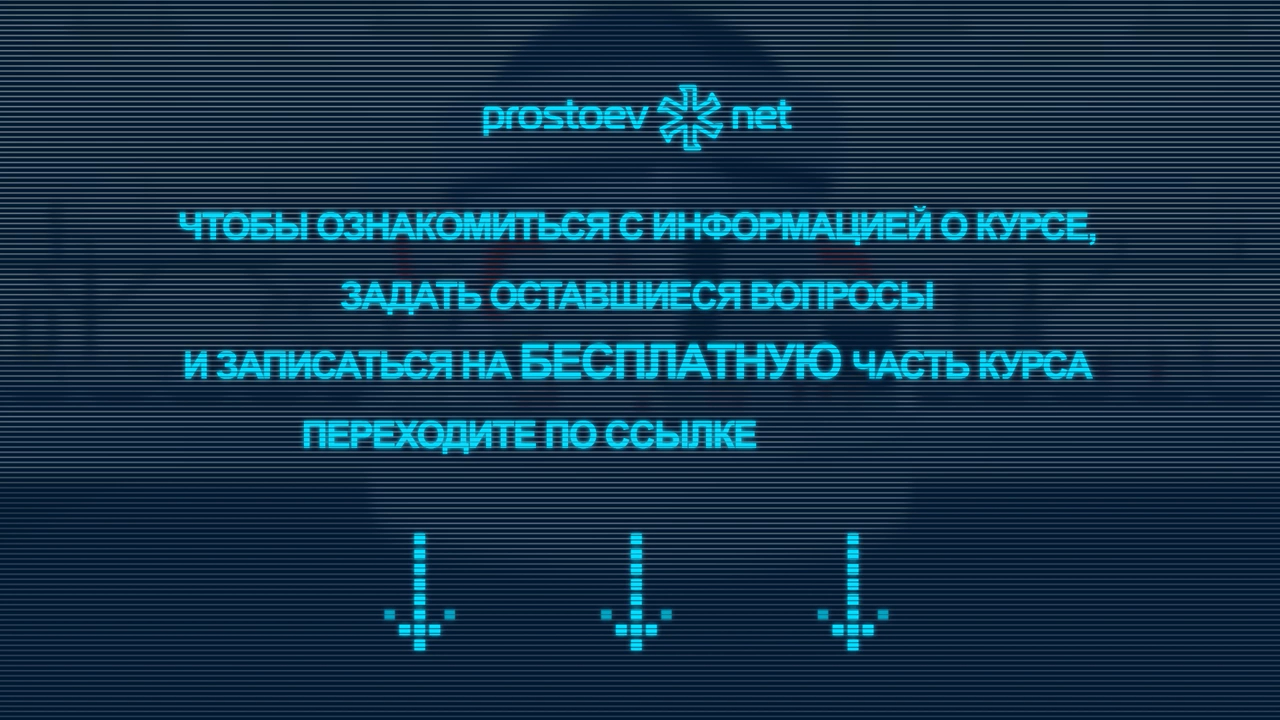 prostoev net
ЧТОБЫ ОЗНАКОМИТЬСЯ С ИНФОРМАЦИЕЙ О КУРСЕ,
ЗАДАТЬ ОСТАВШИЕСЯ ВОПРОСЫ
И ЗАПИСАТЬСЯ НА БЕСПЛАТНУЮ ЧАСТЬ КУРСА
ПЕРЕХОДИТЕ ПО ССЫЛКЕ